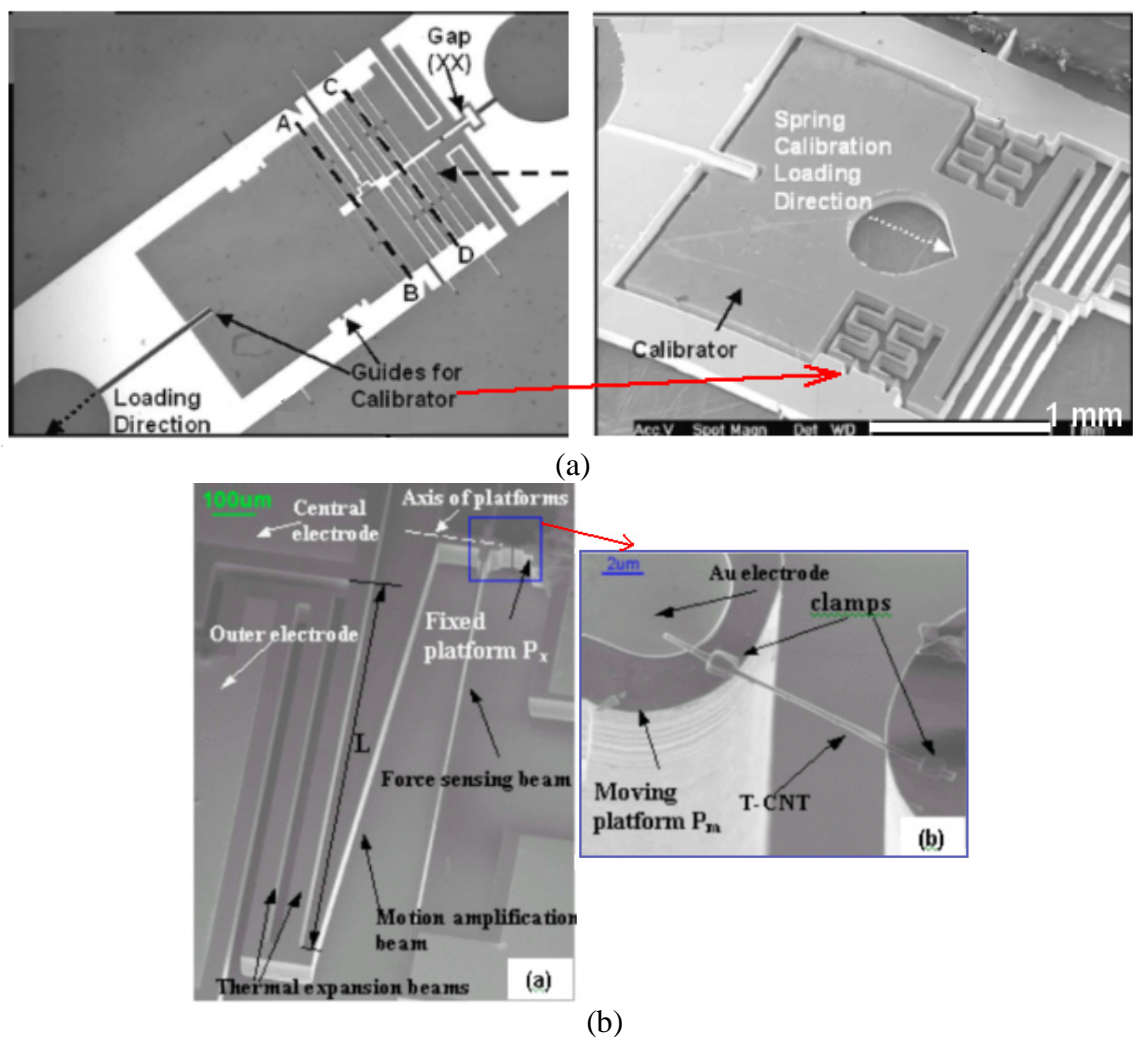 Gap
(XX)
C
A
D
B
Guides for
Calibrator
Loading
Direction
Spring
Calibration
Loading
Direction
Calibrator
1 mm
Acc.V Spot Magn Det WD
(a)
100um
Axis of platforms
Central
electrode
Outer electrode
Fixed
platform Px
L
Force sensing beam
Motion amplification
beam
Thermal expansion beams
(a)
2um
Au electrode
clamps
Moving
platform Pm
T-CNT
(b)
(b)